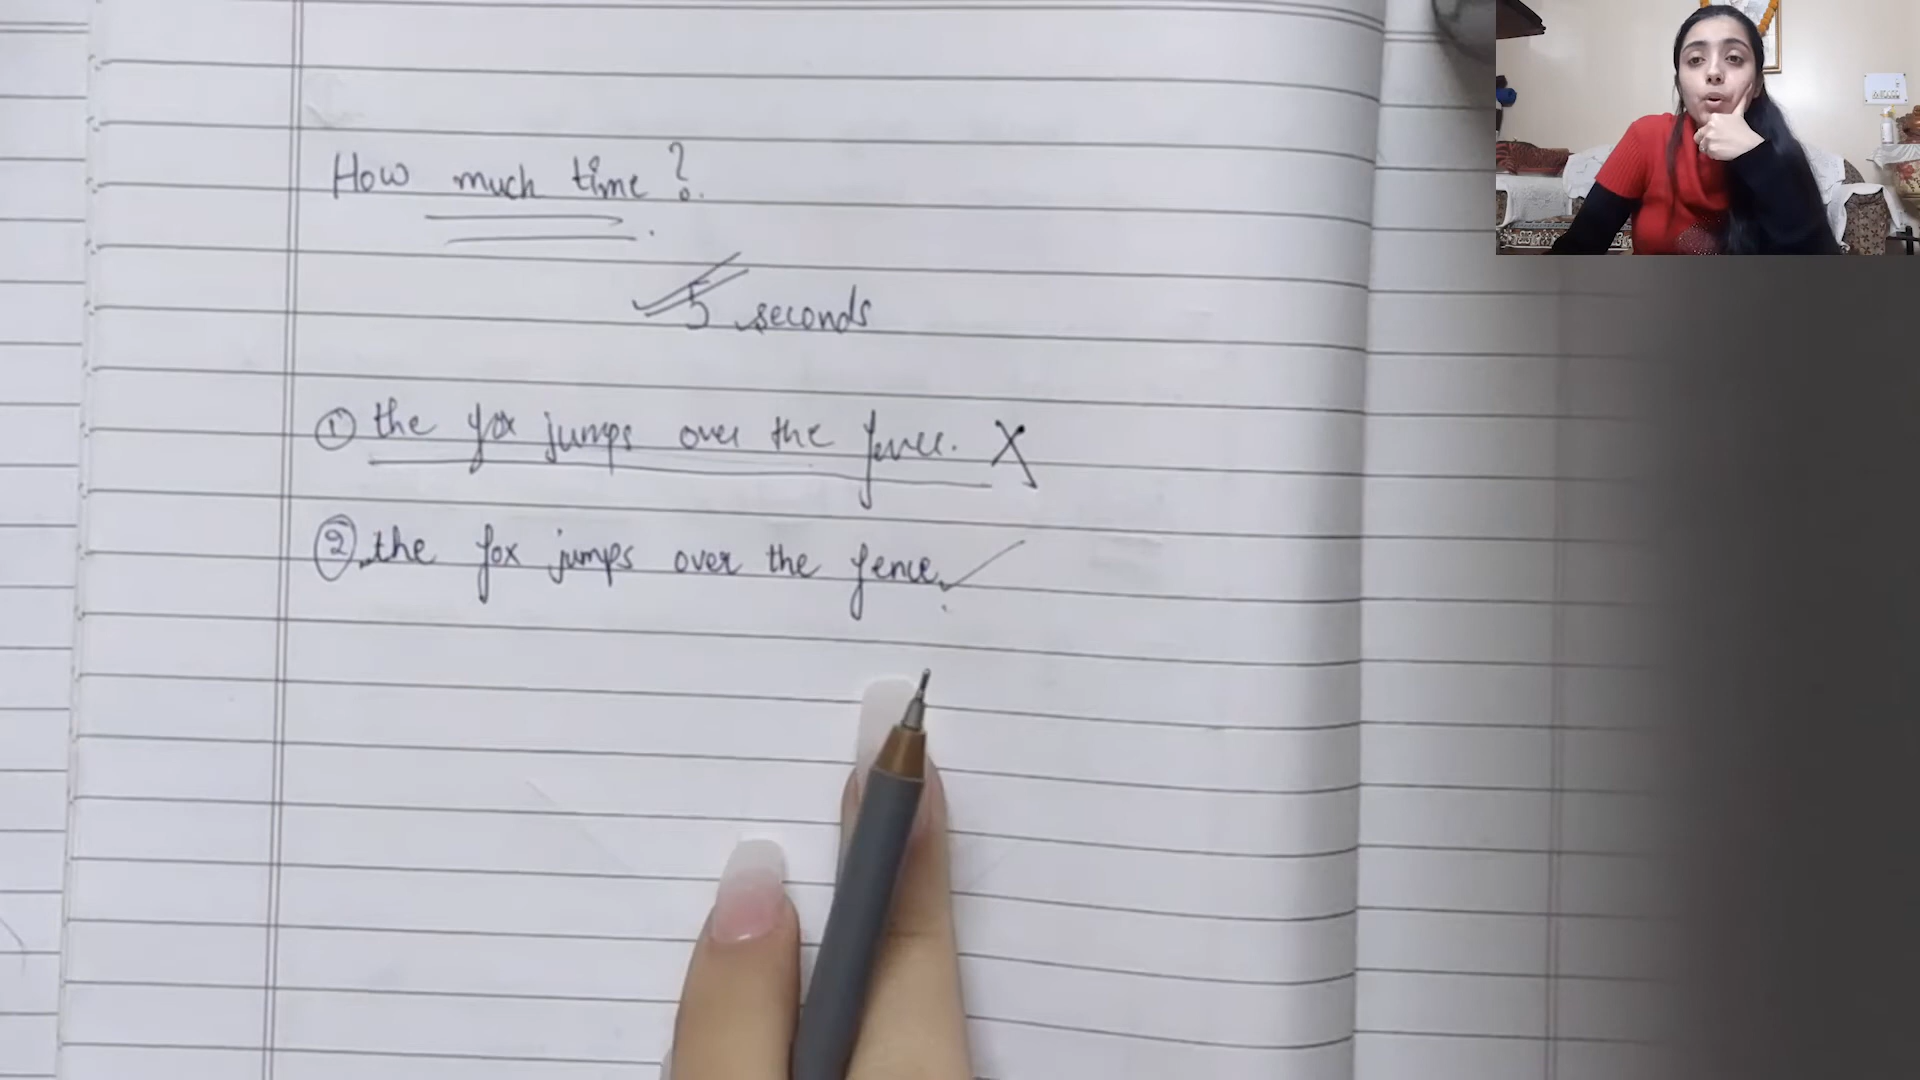 How much time?
5 seconds
① the fox jumps over the fence. X
②. the fox jumps over the fence. ✓